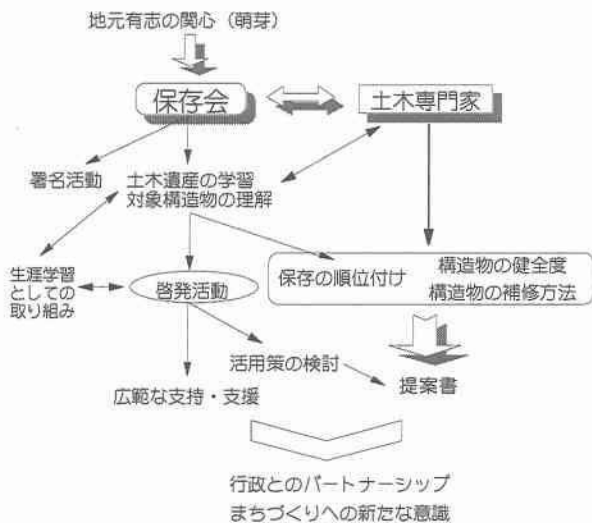 地元有志の関心（萌芽）
保存会
土木専門家
署名活動
土木遺産の学習
対象構造物の理解
生涯学習
としての
取り組み
啓発活動
保存の順位付け
構造物の健全度
構造物の補修方法
活用策の検討
提案書
広範な支持・支援
行政とのパートナーシップ
まちづくりへの新たな意識